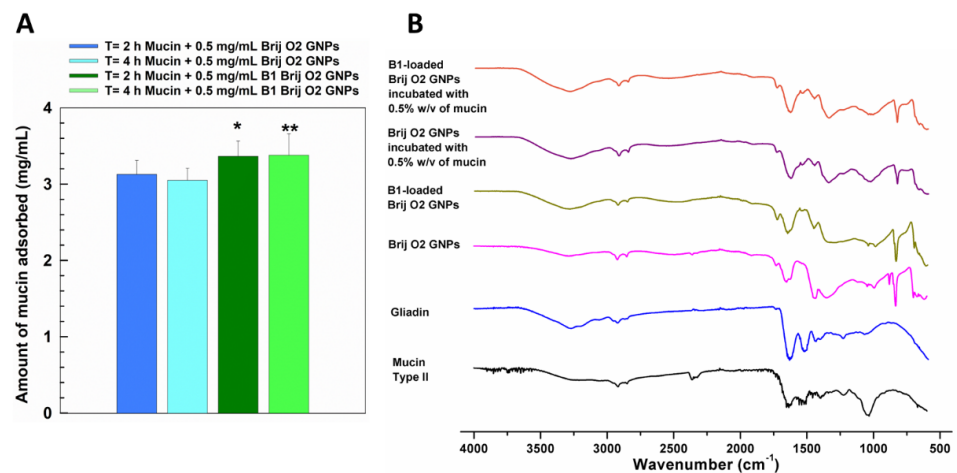 A
T= 2 h Mucin + 0.5 mg/mL Brij O2 GNPs
T= 4 h Mucin + 0.5 mg/mL Brij O2 GNPs
T= 2 h Mucin + 0.5 mg/mL B1 Brij O2 GNPs
T= 4 h Mucin + 0.5 mg/mL B1 Brij O2 GNPs
Amount of mucin adsorbed (mg/mL)
4
3
2
1
0
*
**
B
B1-loaded
Brij O2 GNPs
incubated with
0.5% w/v of mucin
Brij O2 GNPs
incubated with
0.5% w/v of mucin
B1-loaded
Brij O2 GNPs
Brij O2 GNPs
Gliadin
Mucin
Type II
4000 3500 3000 2500 2000 1500 1000 500
Wavenumber (cm-1)